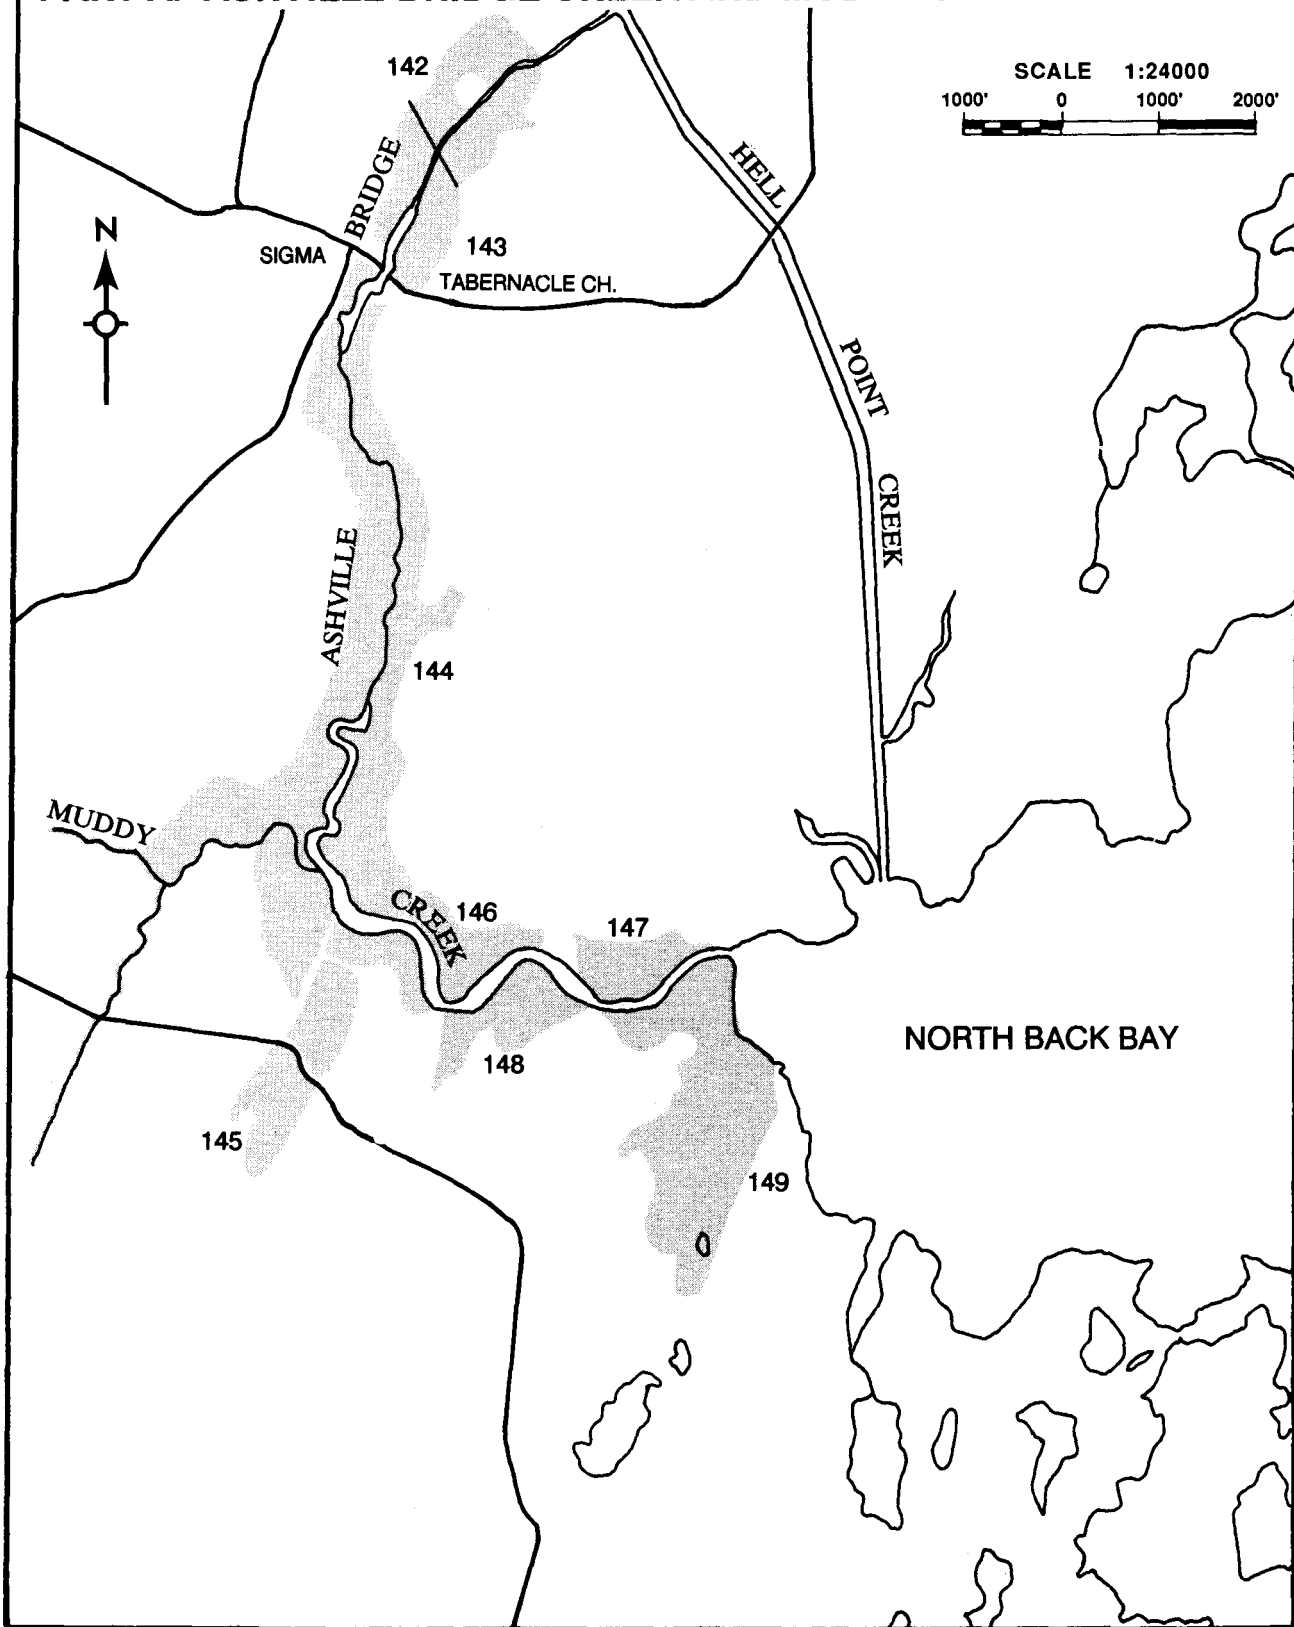 SCALE 1:24000
1000' 0 1000' 2000'
142
BRIDGE
HELL
N
SIGMA
143
TABERNACLE CH.
POINT
CREEK
ASHVILLE
144
MUDDY
CREEK
146
147
NORTH BACK BAY
148
145
149